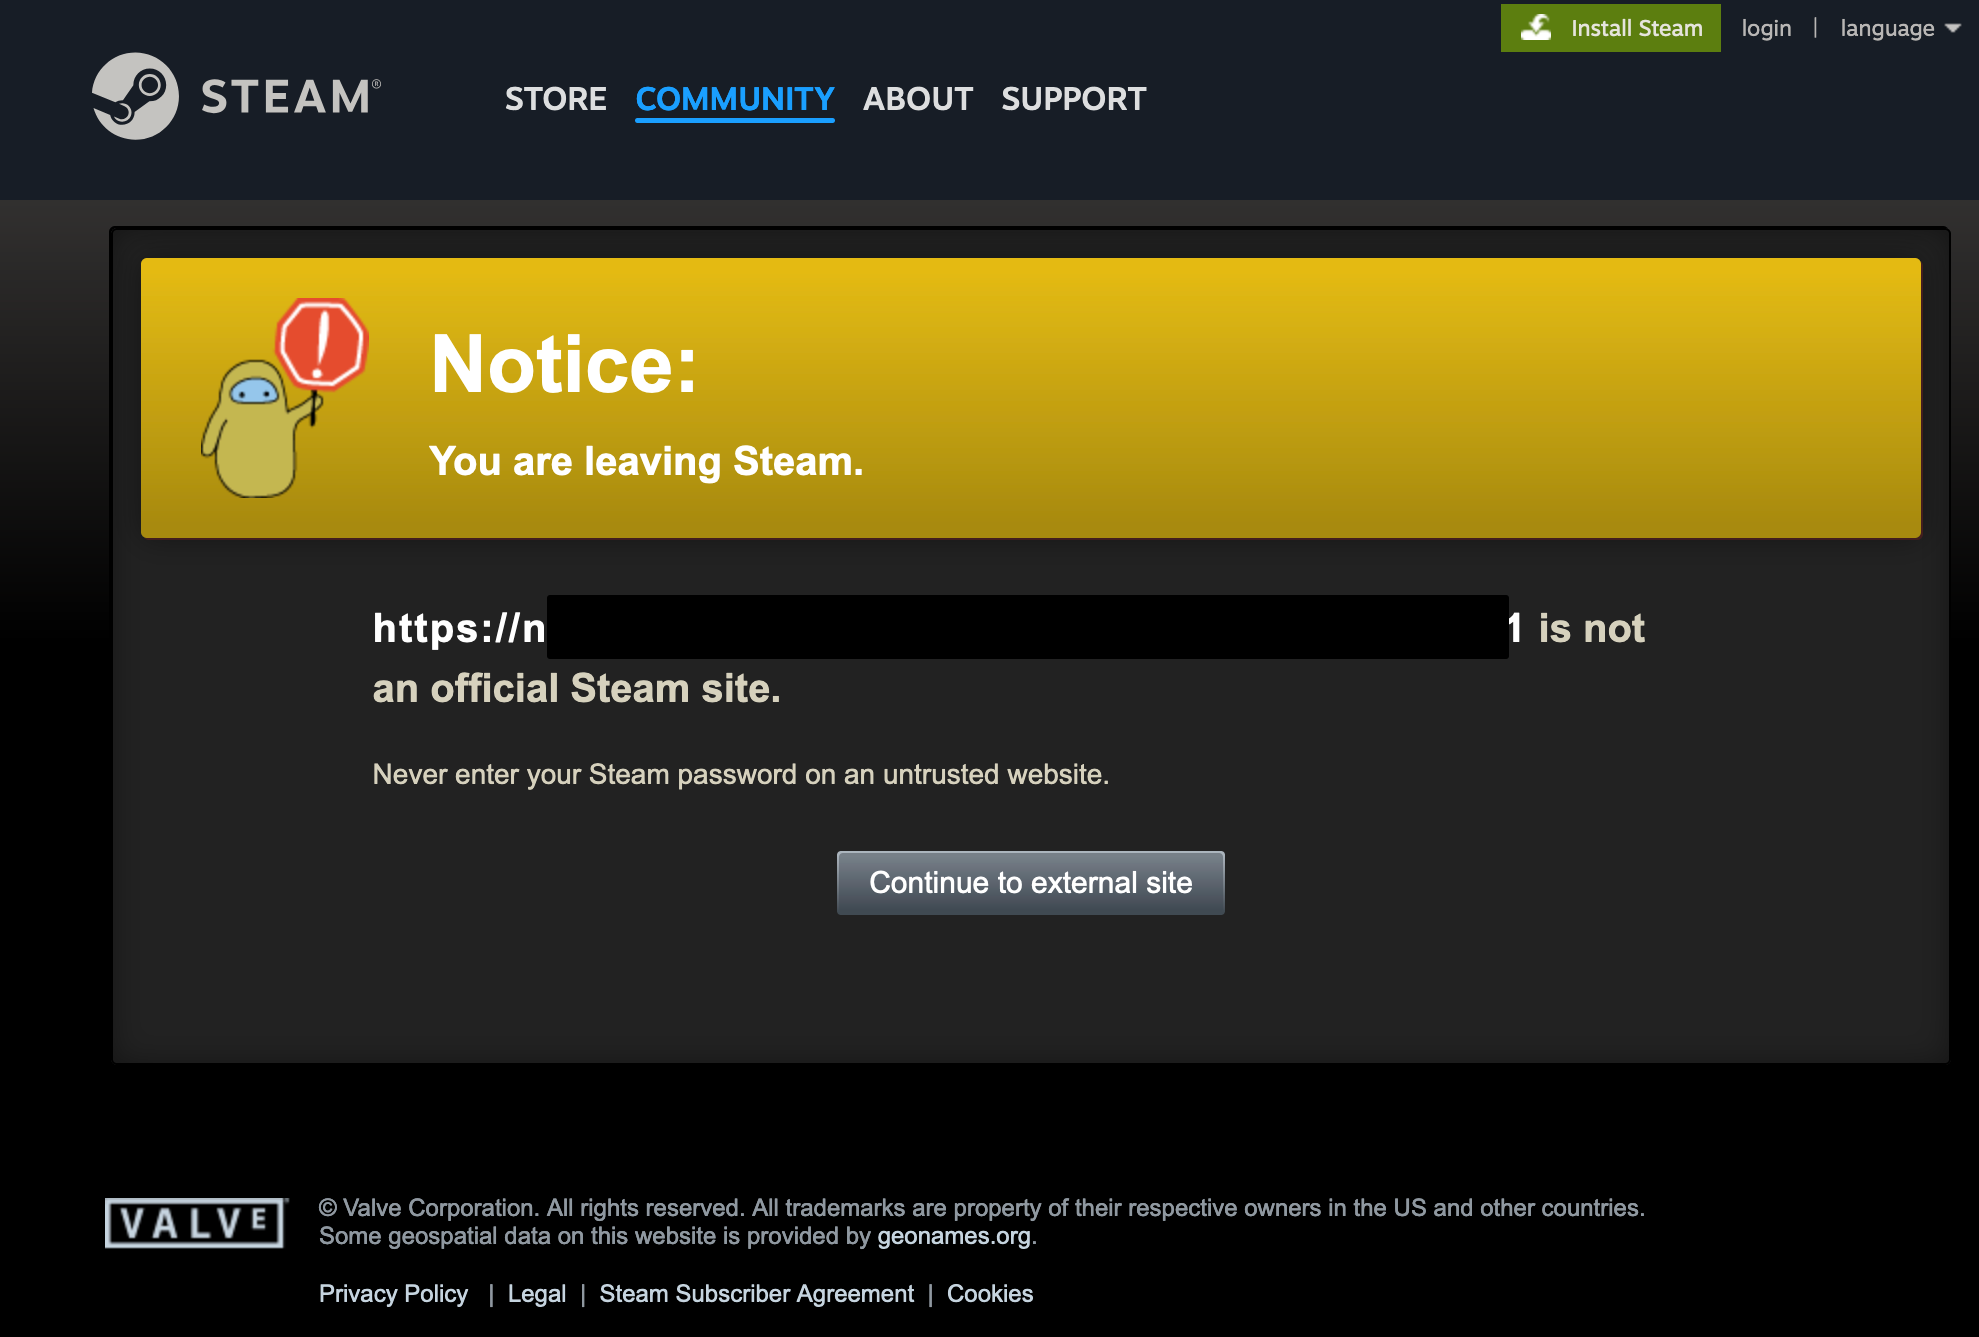 Install Steam login | language
STEAM®
STORE COMMUNITY ABOUT SUPPORT
Notice:
You are leaving Steam.
https://n 1 is not
an official Steam site.
Never enter your Steam password on an untrusted website.
Continue to external site
VALVE
© Valve Corporation. All rights reserved. All trademarks are property of their respective owners in the US and other countries.
Some geospatial data on this website is provided by geonames.org.
Privacy Policy | Legal | Steam Subscriber Agreement | Cookies